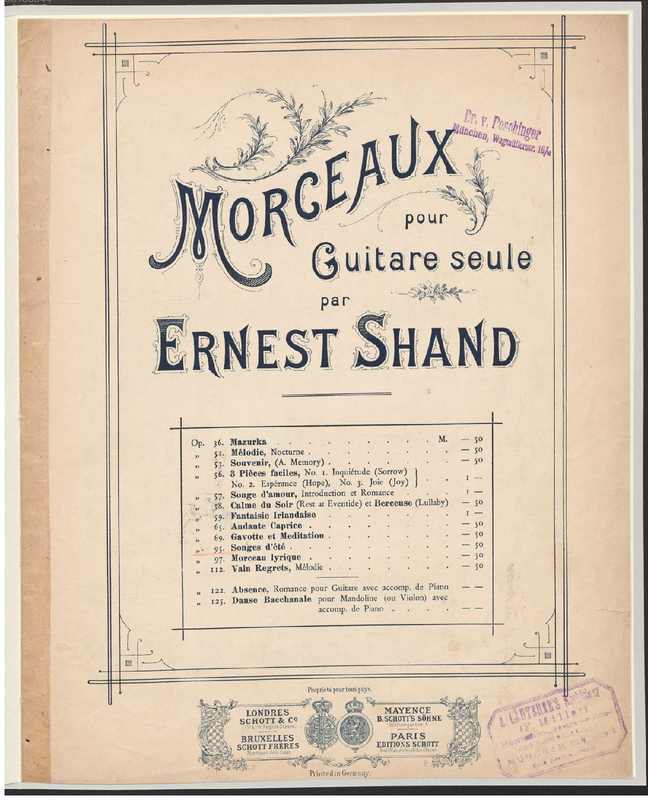 Dr. v. Peschinger
München,
MORCEAUX
pour
Guitare seule
par
ERNEST SHAND
Op. 36. Mazurka . . . . . . . . M. — 50
„ 51. Mélodie, Nocturne . . . . . . . — 50
„ 53. Souvenir, (A. Memory) . . . . . . — 50
„ 56. 3 Pièces faciles, No. 1. Inquiétude (Sorrow)
No. 2. Espérance (Hope), No. 3. Joie (Joy) } . . 1 —
„ 57. Songe d'amour, Introduction et Romance . . 1 —
„ 58. Calme du Soir (Rest at Eventide) et Berceuse (Lullaby) — 50
„ 59. Fantaisie Irlandaise . . . . . . 1 —
„ 65. Andante Caprice . . . . . . . — 50
„ 69. Gavotte et Meditation . . . . . . — 50
„ 95. Songes d'été . . . . . . . — 50
„ 97. Morceau lyrique . . . . . . . — 50
„ 112. Vain Regrets, Mélodie . . . . . . — 50
„ 122. Absence, Romance pour Guitare avec accomp. de Piano — —
„ 125. Danse Bacchanale pour Mandoline (ou Violon) avec
accomp. de Piano . . . . — —
Propriété pour tous pays.
LONDRES
SCHOTT & Co
BRUXELLES
SCHOTT FRÈRES
MAYENCE
B. SCHOTT'S SÖHNE
PARIS
EDITIONS SCHOTT
Printed in Germany.